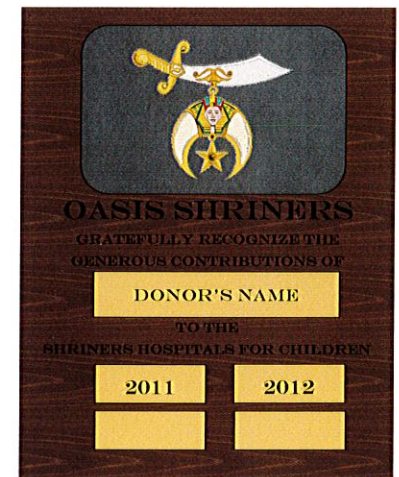 OASIS SHRINERS
GRATEFULLY RECOGNIZE THE
GENEROUS CONTRIBUTIONS OF
DONOR'S NAME
TO THE
SHRINERS HOSPITALS FOR CHILDREN
2011 2012